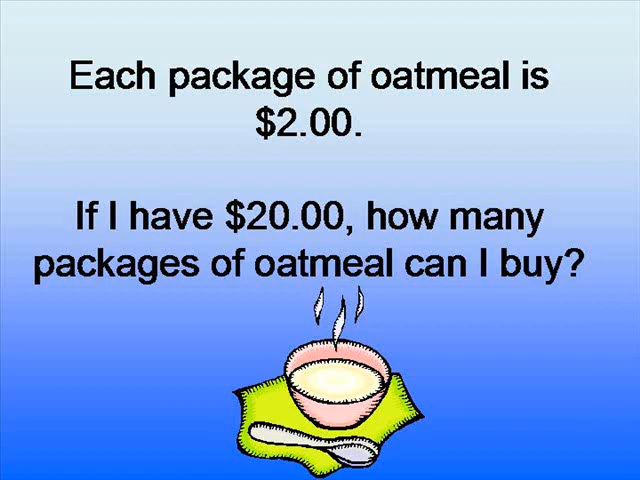 Each package of oatmeal is
$2.00.
If I have $20.00, how many
packages of oatmeal can I buy?